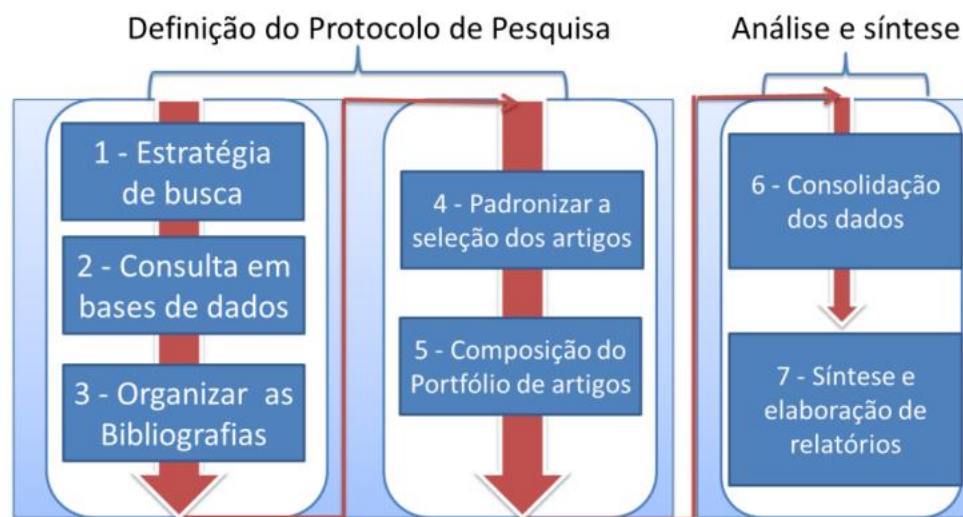 Definição do Protocolo de Pesquisa
Análise e síntese
1 - Estratégia
de busca
2 - Consulta em
bases de dados
3 - Organizar as
Bibliografias
4 - Padronizar a
seleção dos artigos
5 - Composição do
Portfólio de artigos
6 - Consolidação
dos dados
7 - Síntese e
elaboração de
relatórios